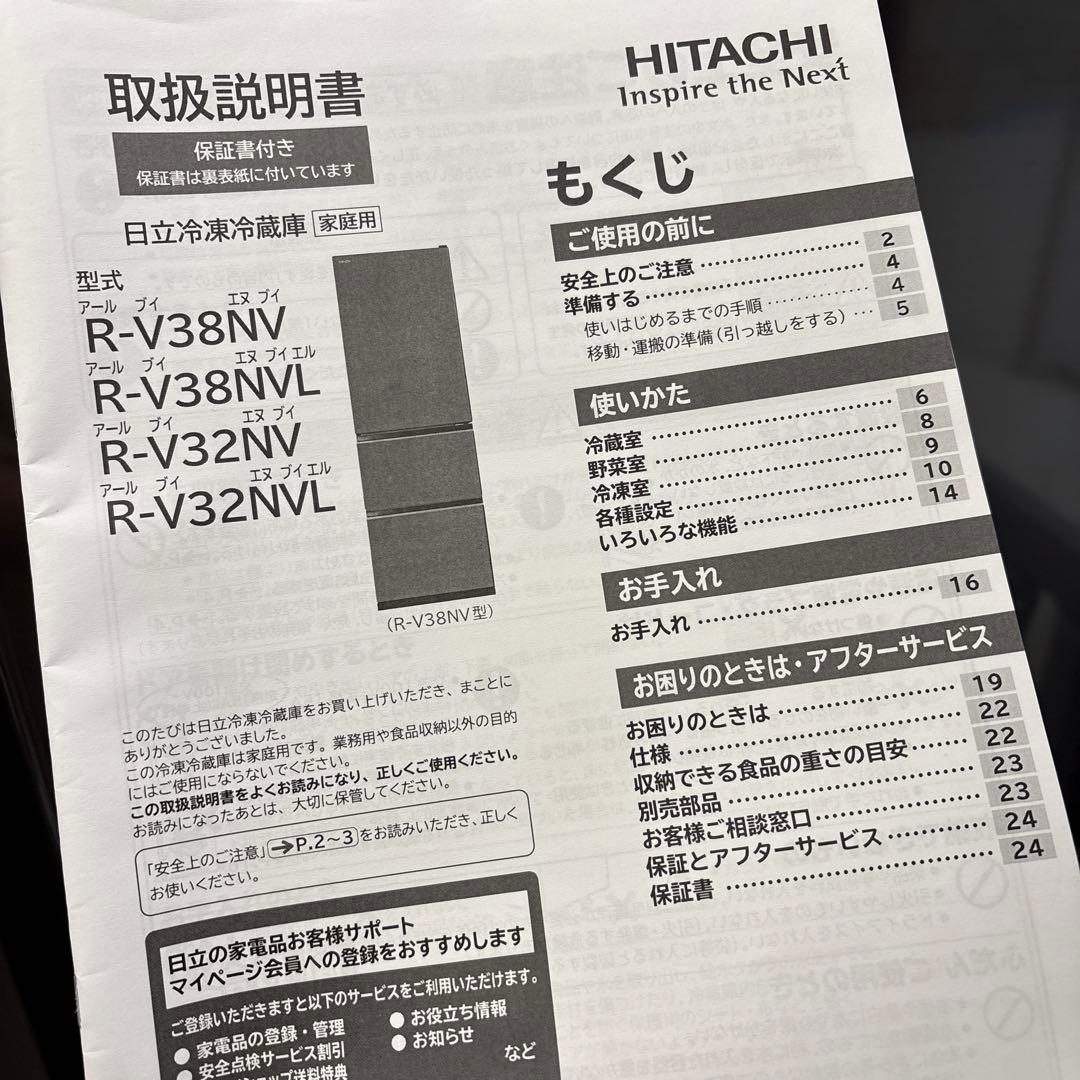 取扱説明書
保証書付き
保証書は裏表紙に付いています
日立冷凍冷蔵庫 家庭用
型式
アール ブイ エヌ ブイ
R-V38NV
アール ブイ エヌ ブイ エル
R-V38NVL
アール ブイ エヌ ブイ
R-V32NV
アール ブイ エヌ ブイ エル
R-V32NVL
(R-V38NV型)
このたびは日立冷凍冷蔵庫をお買い上げいただき、まことに
ありがとうございました。
この冷凍冷蔵庫は家庭用です。業務用や食品収納以外の目的
にはご使用にならないでください。
この取扱説明書をよくお読みになり、正しくご使用ください。
お読みになったあとは、大切に保管してください。
「安全上のご注意」➔P.2～3をお読みいただき、正しく
お使いください。
日立の家電品お客様サポート
マイページ会員への登録をおすすめします
ご登録いただきますと以下のサービスをご利用いただけます。
● 家電品の登録・管理 ● お役立ち情報
● 安全点検サービス割引 ● お知らせ
送料特典 など
HITACHI
Inspire the Next
もくじ
ご使用の前に
安全上のご注意 2
準備する 4
使いはじめるまでの手順 4
移動・運搬の準備(引っ越しをする) 5
使いかた
冷蔵室 6
野菜室 8
冷凍室 9
各種設定 10
いろいろな機能 14
お手入れ
お手入れ 16
お困りのときは・アフターサービス
お困りのときは 19
仕様 22
収納できる食品の重さの目安 22
別売部品 23
お客様ご相談窓口 23
保証とアフターサービス 24
保証書 24